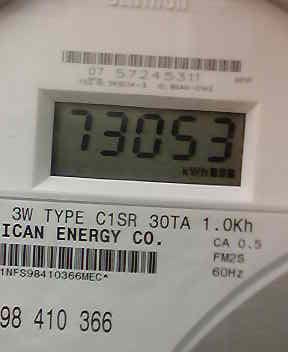 07 57245311
73053
kWh
3W TYPE C1SR 30TA 1.0Kh
ICAN ENERGY CO.
CA 0.5
FM2S
60Hz
1NFS98410366MEC*
98 410 366